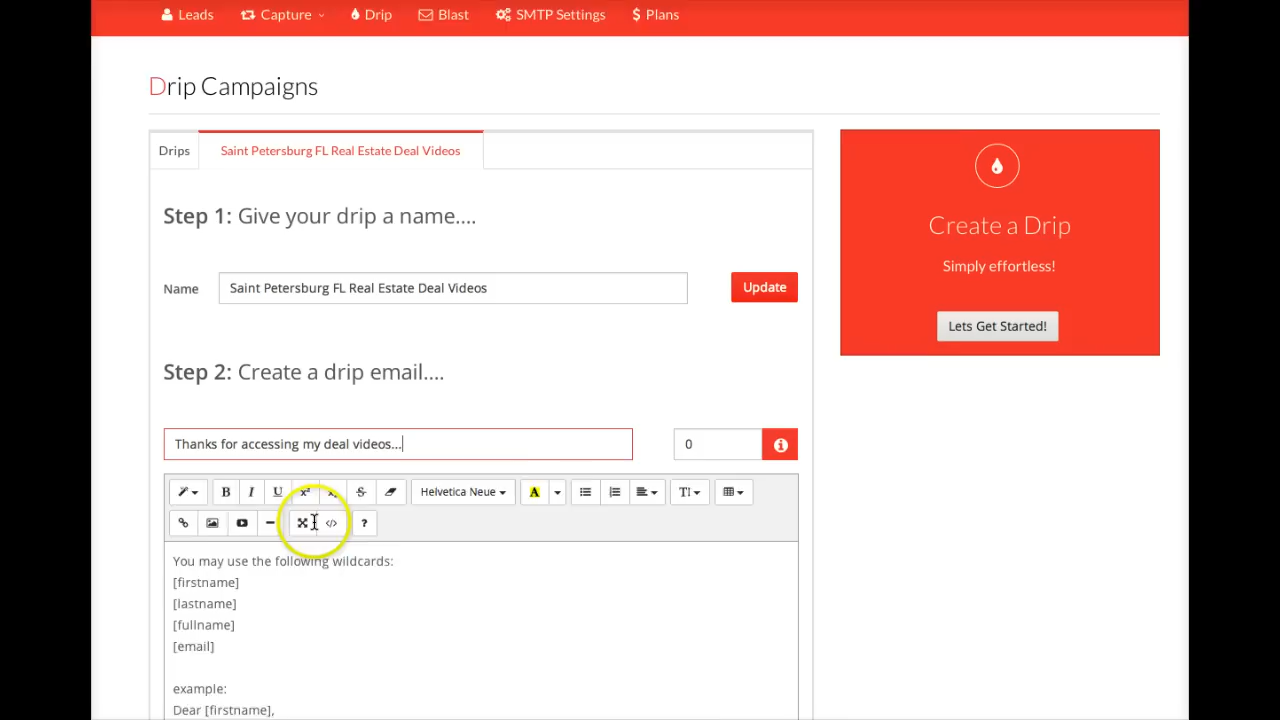 Leads Capture Drip Blast SMTP Settings $ Plans
Drip Campaigns
Drips Saint Petersburg FL Real Estate Deal Videos
Step 1: Give your drip a name....
Name Saint Petersburg FL Real Estate Deal Videos Update
Step 2: Create a drip email....
Thanks for accessing my deal videos... 0
B I U x² S Helvetica Neue A T
</> ?
You may use the following wildcards:
[firstname]
[lastname]
[fullname]
[email]
example:
Dear [firstname],
Create a Drip
Simply effortless!
Lets Get Started!